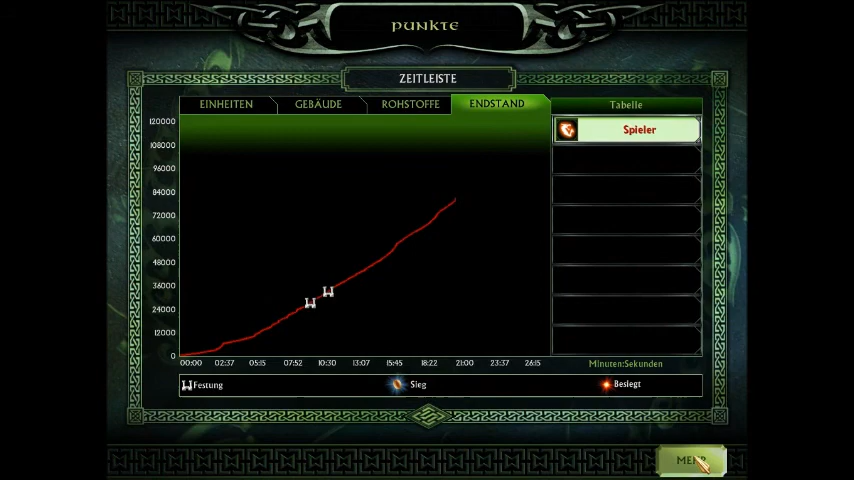 PUNKTE
ZEITLEISTE
EINHEITEN GEBÄUDE ROHSTOFFE ENDSTAND Tabelle
Spieler
120000
108000
96000
84000
72000
60000
48000
36000
24000
12000
0
00:00 02:37 05:15 07:52 10:30 13:07 15:45 18:22 21:00 23:37 26:15 Minuten:Sekunden
Festung Sieg Besiegt
MEHR